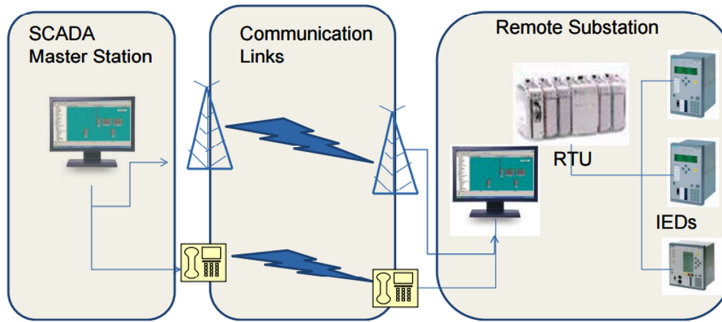 SCADA
Master Station
Communication
Links
Remote Substation
RTU
IEDs